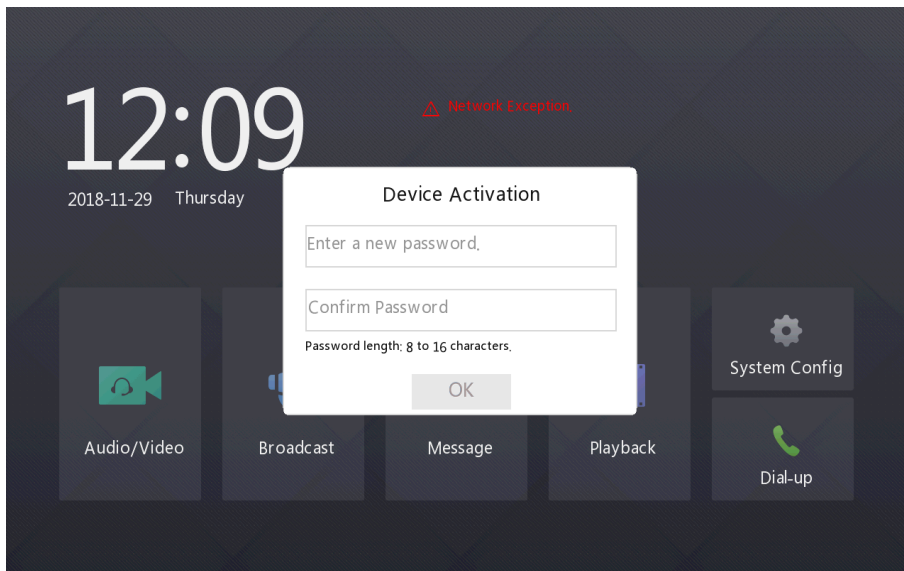 12:09
Network Exception.
2018-11-29 Thursday
Device Activation
Enter a new password.
Confirm Password
Password length: 8 to 16 characters.
OK
System Config
Audio/Video
Broadcast
Message
Playback
Dial-up